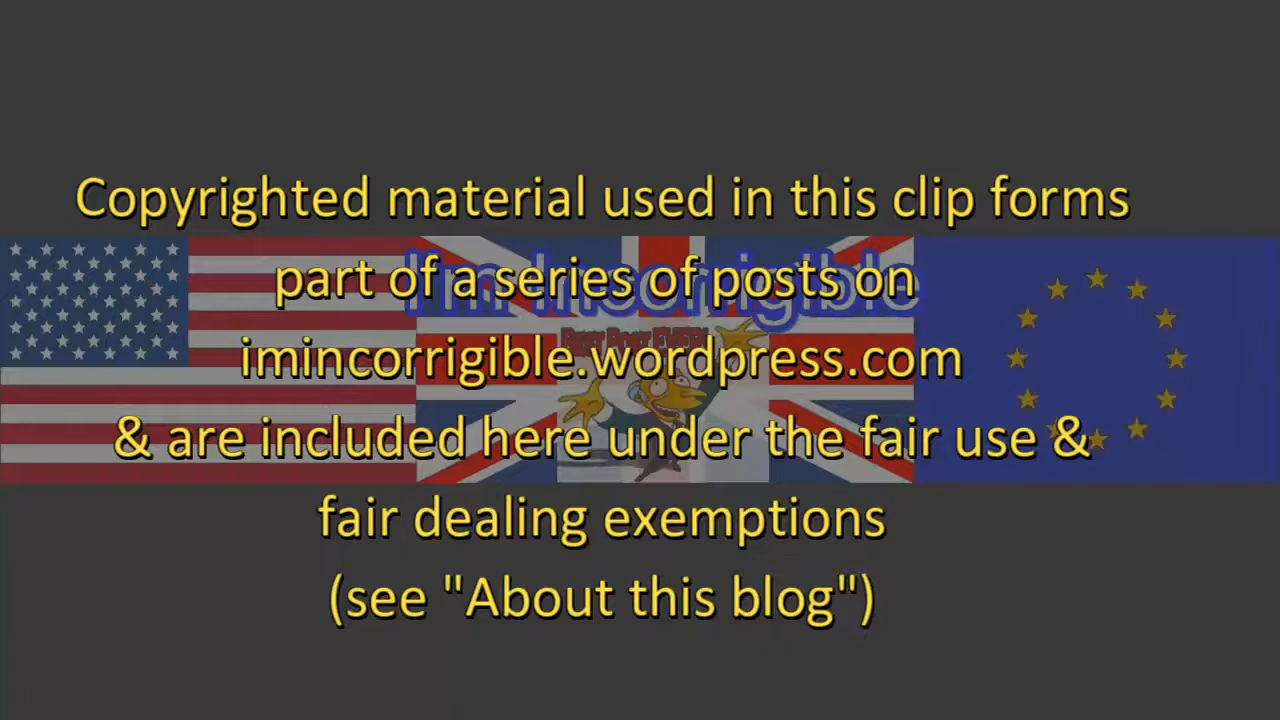 Copyrighted material used in this clip forms
part of a series of posts on
I'm Incorrigible
imincorrigible.wordpress.com
& are included here under the fair use &
fair dealing exemptions
(see "About this blog")